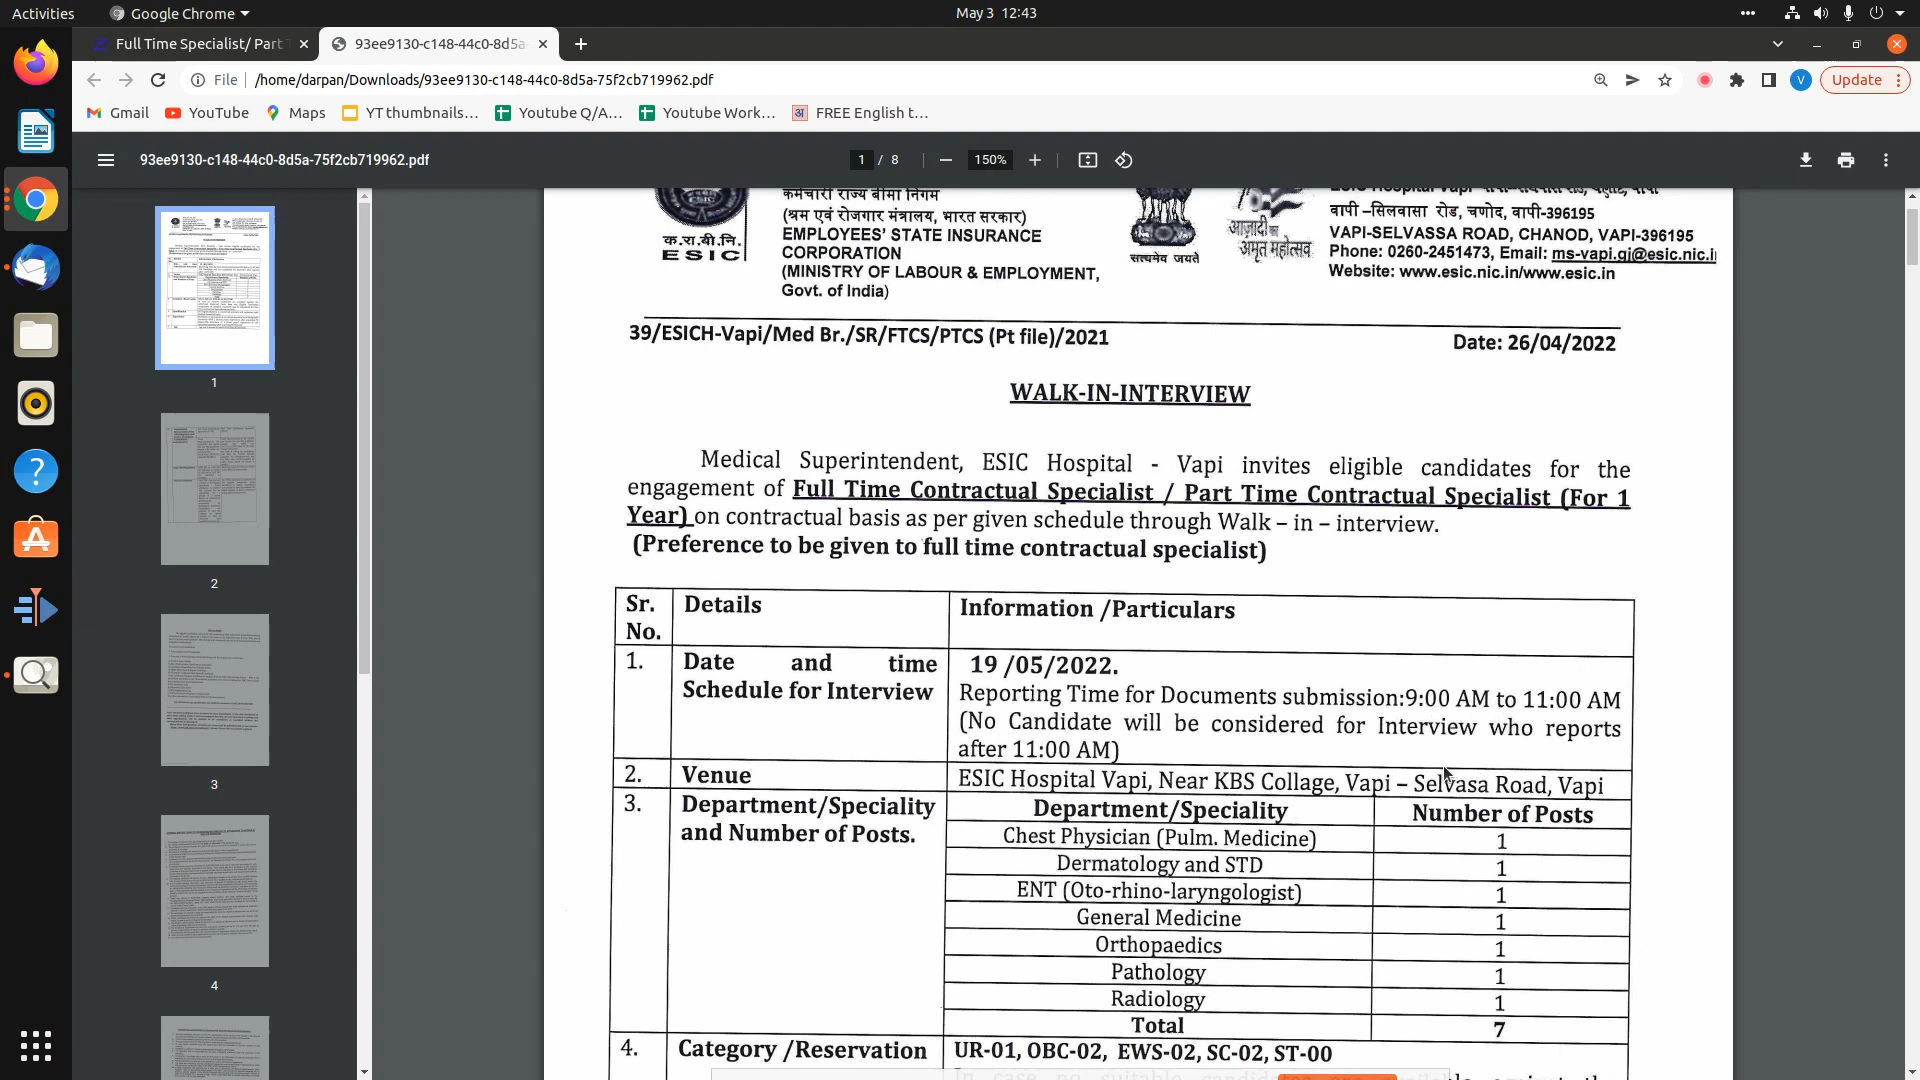 Activities
Google Chrome
May 3 12:43
Full Time Specialist/ Part T
93ee9130-c148-44c0-8d5a-
File
/home/darpan/Downloads/93ee9130-c148-44c0-8d5a-75f2cb719962.pdf
V
Update
Gmail
YouTube
Maps
YT thumbnails...
Youtube Q/A...
Youtube Work...
FREE English t...
93ee9130-c148-44c0-8d5a-75f2cb719962.pdf
1 / 8
150%
1
2
3
4
कर्मचारी राज्य बीमा निगम
(श्रम एवं रोजगार मंत्रालय, भारत सरकार)
EMPLOYEES' STATE INSURANCE
CORPORATION
(MINISTRY OF LABOUR & EMPLOYMENT,
Govt. of India)
क.रा.बी.नि.
ESIC
सत्यमेव जयते
आज़ादी का
अमृत महोत्सव
वापी –सिलवासा रोड, चणोद, वापी-396195
VAPI-SELVASSA ROAD, CHANOD, VAPI-396195
Phone: 0260-2451473, Email: ms-vapi.gj@esic.nic.i
Website: www.esic.nic.in/www.esic.in
39/ESICH-Vapi/Med Br./SR/FTCS/PTCS (Pt file)/2021
Date: 26/04/2022
WALK-IN-INTERVIEW
Medical Superintendent, ESIC Hospital - Vapi invites eligible candidates for the
engagement of Full Time Contractual Specialist / Part Time Contractual Specialist (For 1
Year) on contractual basis as per given schedule through Walk – in – interview.
(Preference to be given to full time contractual specialist)
Sr. No.
Details
Information /Particulars
1.
Date and time
Schedule for Interview
19 /05/2022.
Reporting Time for Documents submission:9:00 AM to 11:00 AM
(No Candidate will be considered for Interview who reports
after 11:00 AM)
2.
Venue
ESIC Hospital Vapi, Near KBS Collage, Vapi – Selvasa Road, Vapi
3.
Department/Speciality
and Number of Posts.
Department/Speciality
Number of Posts
Chest Physician (Pulm. Medicine)
1
Dermatology and STD
1
ENT (Oto-rhino-laryngologist)
1
General Medicine
1
Orthopaedics
1
Pathology
1
Radiology
1
Total
7
4.
Category /Reservation
UR-01, OBC-02, EWS-02, SC-02, ST-00